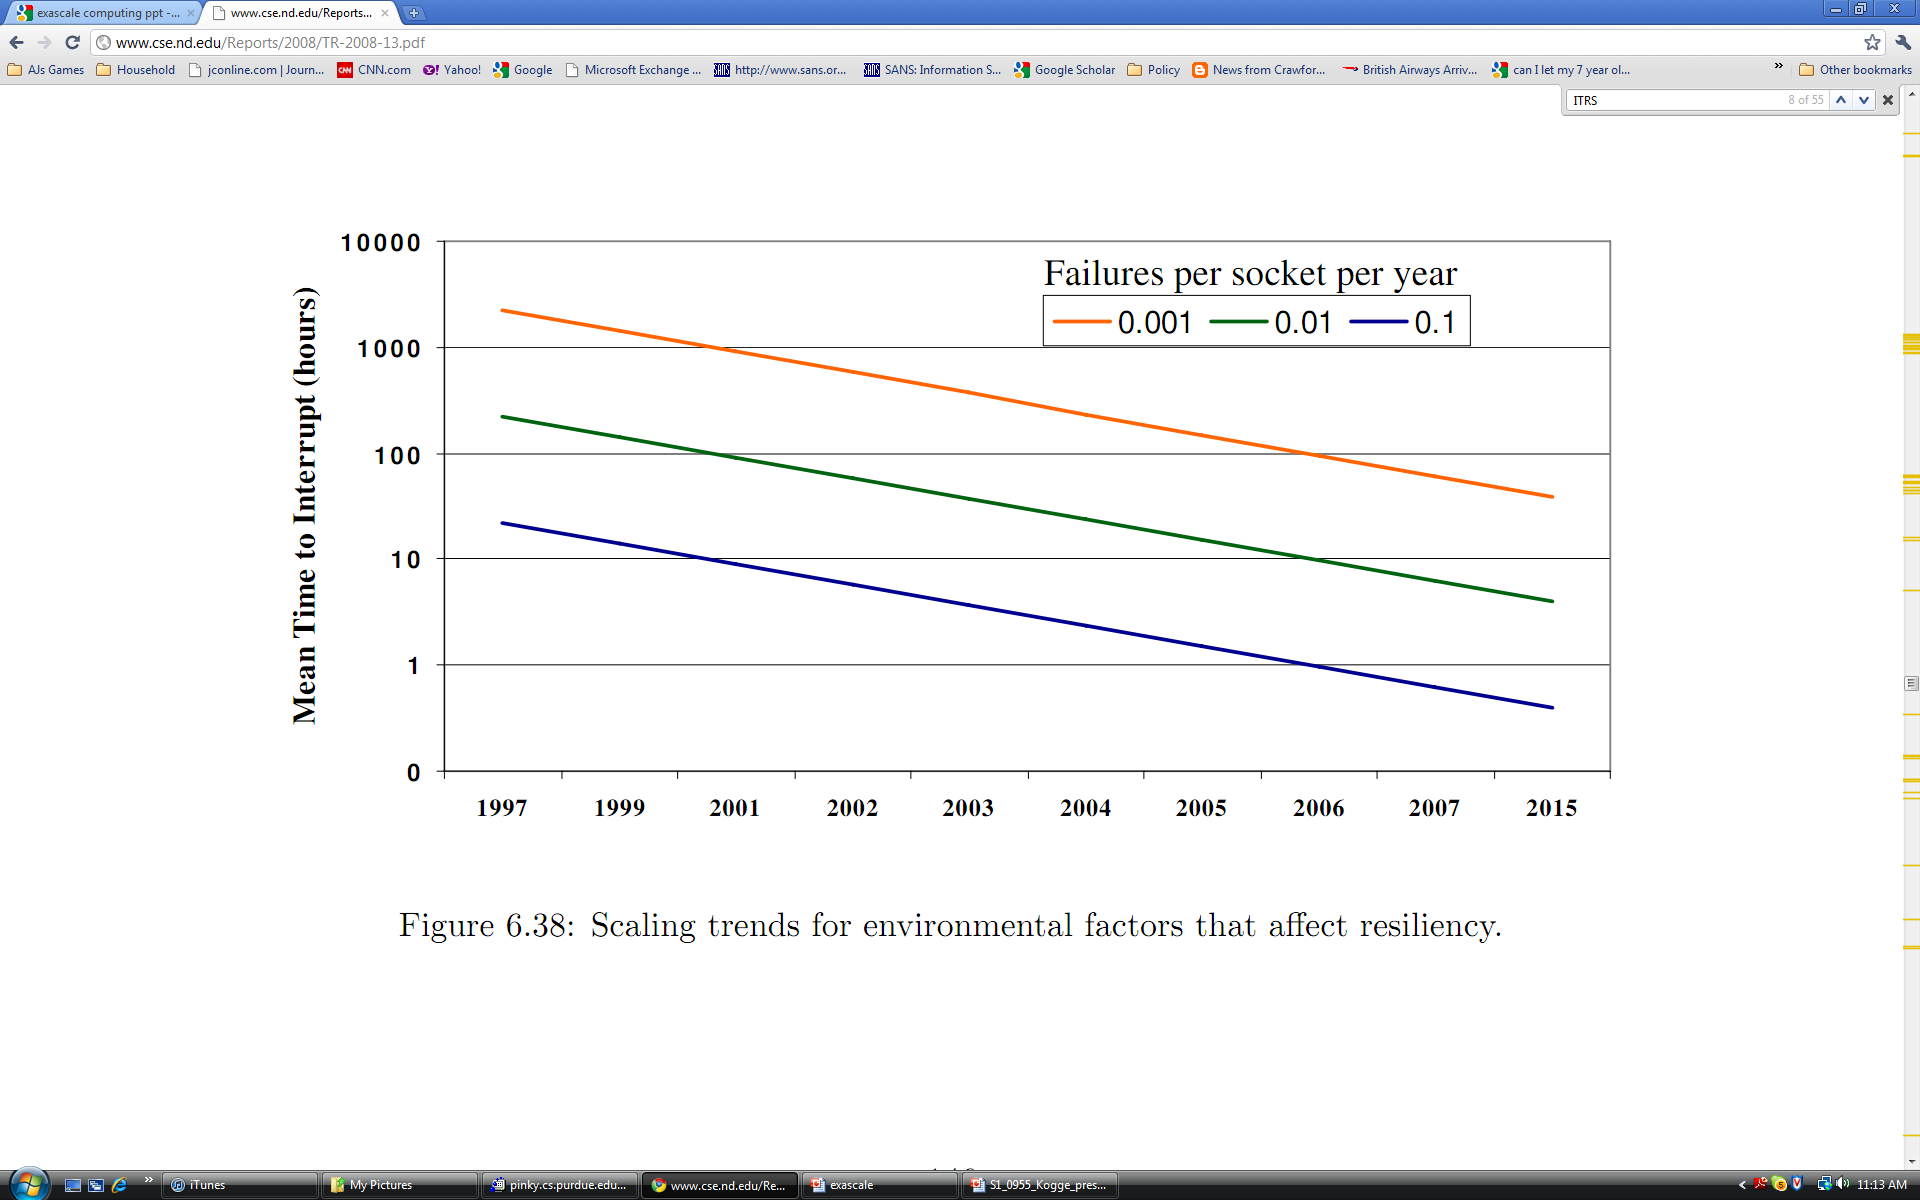 exascale computing ppt -...
www.cse.nd.edu/Reports...
www.cse.nd.edu/Reports/2008/TR-2008-13.pdf
AJs Games Household jconline.com | Journ... CNN.com Yahoo! Google Microsoft Exchange ... http://www.sans.or... SANS: Information S... Google Scholar Policy News from Crawfor... British Airways Arriv... can I let my 7 year ol... » Other bookmarks
ITRS 8 of 55
Mean Time to Interrupt (hours)
10000
1000
100
10
1
0
Failures per socket per year
0.001 0.01 0.1
1997 1999 2001 2002 2003 2004 2005 2006 2007 2015
Figure 6.38: Scaling trends for environmental factors that affect resiliency.
» iTunes My Pictures pinky.cs.purdue.edu... www.cse.nd.edu/Re... exascale S1_0955_Kogge_pres... 11:13 AM